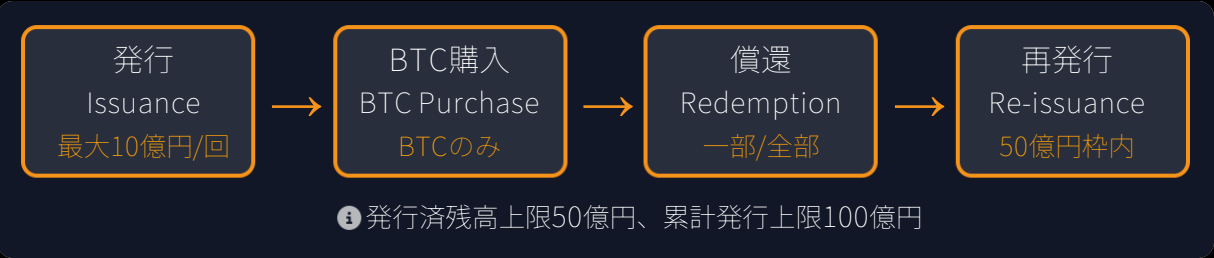 発行
Issuance
最大10億円/回
→
BTC購入
BTC Purchase
BTCのみ
→
償還
Redemption
一部/全部
→
再発行
Re-issuance
50億円枠内
発行済残高上限50億円、累計発行上限100億円